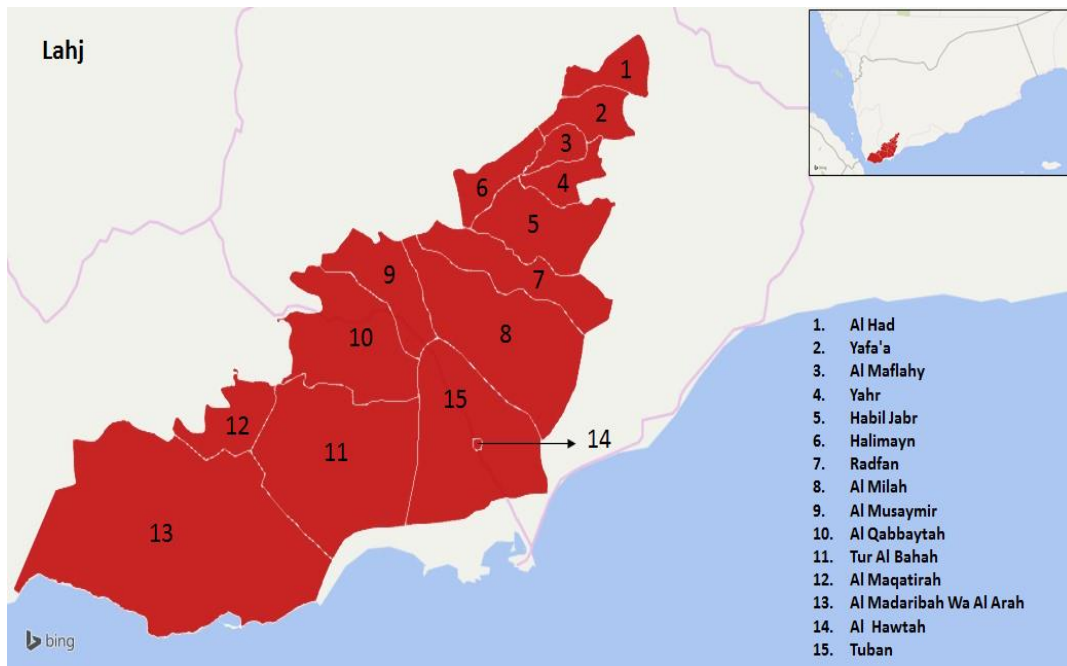 Lahj
1
2
3
4
6
5
9
7
10
8
15
12
11
14
13
1. Al Had
2. Yafa'a
3. Al Maflahy
4. Yahr
5. Habil Jabr
6. Halimayn
7. Radfan
8. Al Milah
9. Al Musaymir
10. Al Qabbaytah
11. Tur Al Bahah
12. Al Maqatirah
13. Al Madaribah Wa Al Arah
14. Al Hawtah
15. Tuban
bing
bing